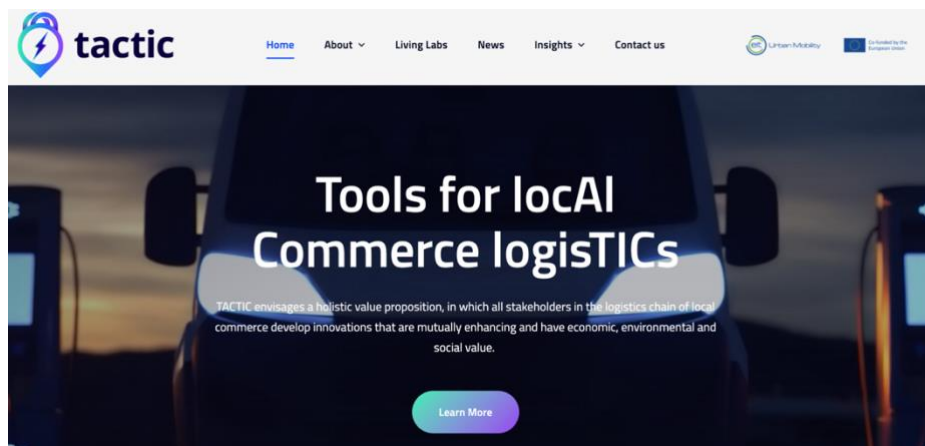 tactic
Home About Living Labs News Insights Contact us
eit Urban Mobility
Co-funded by the
European Union
Tools for locAl
Commerce logisTICs
TACTIC envisages a holistic value proposition, in which all stakeholders in the logistics chain of local
commerce develop innovations that are mutually enhancing and have economic, environmental and
social value.
Learn More